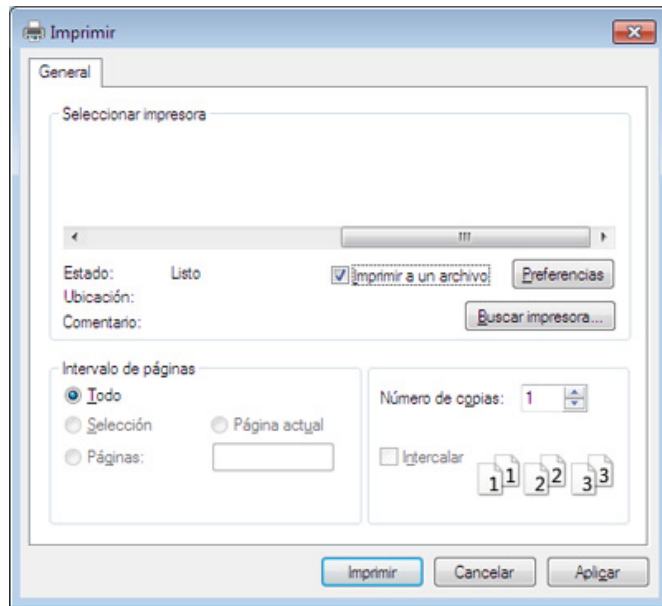 Imprimir
General
Seleccionar impresora
Estado: Listo
Imprimir a un archivo
Preferencias
Ubicación:
Comentario:
Buscar impresora...
Intervalo de páginas
Todo
Selección
Página actual
Páginas:
Número de copias: 1
Intercalar
1 1 2 2 3 3
Imprimir
Cancelar
Aplicar